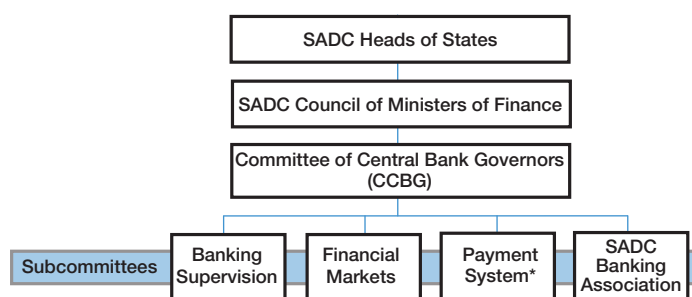 SADC Heads of States
SADC Council of Ministers of Finance
Committee of Central Bank Governors
(CCBG)
Subcommittees
Banking
Supervision
Financial
Markets
Payment
System*
SADC
Banking
Association